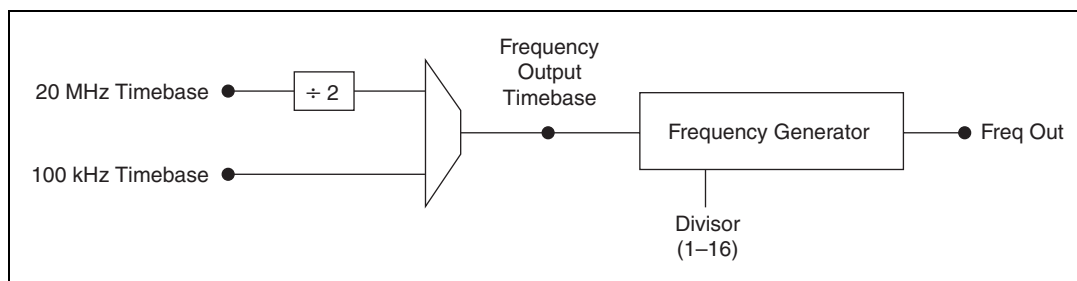 Frequency
Output
Timebase
20 MHz Timebase
÷ 2
Frequency Generator
Freq Out
100 kHz Timebase
Divisor
(1–16)